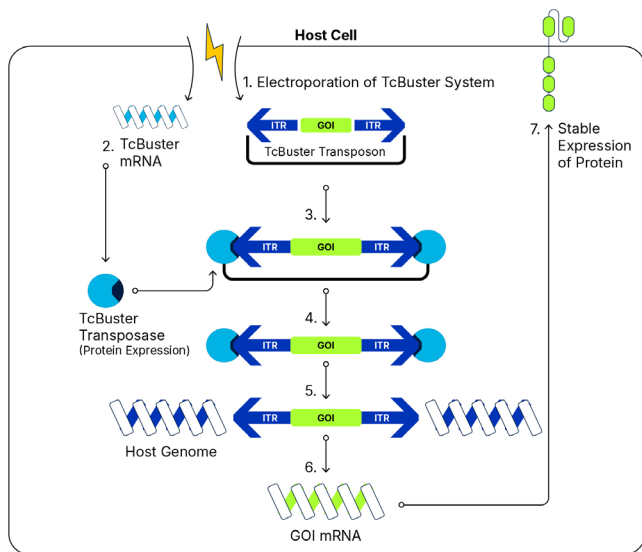 Host Cell
1. Electroporation of TcBuster System
ITR GOI ITR
TcBuster Transposon
2. TcBuster
mRNA
7. Stable
Expression
of Protein
3.
ITR GOI ITR
TcBuster
Transposase
(Protein Expression)
4.
ITR GOI ITR
5.
ITR GOI ITR
Host Genome
6.
GOI mRNA